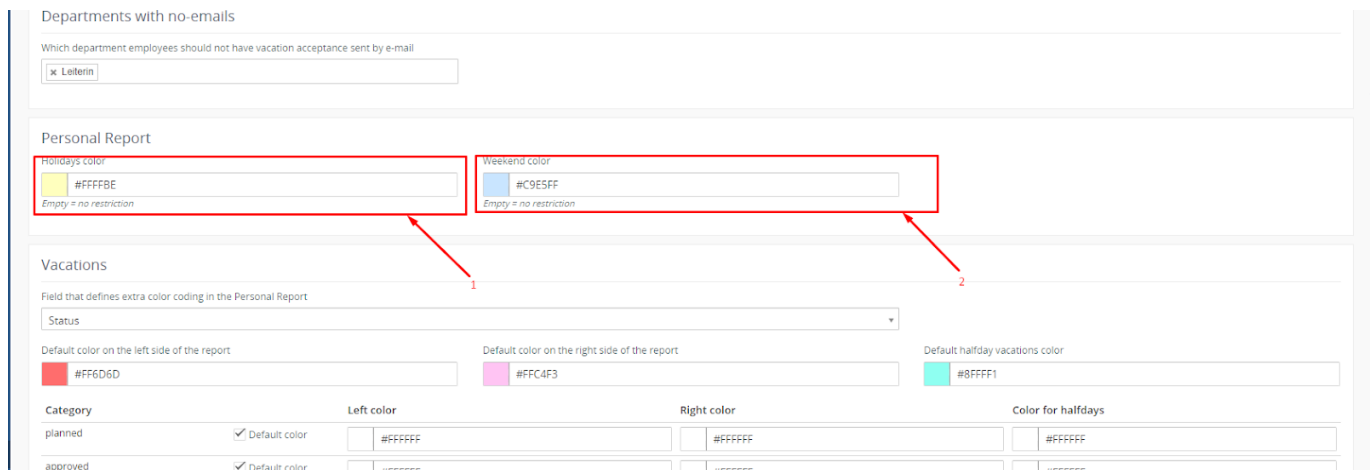 Departments with no-emails
Which department employees should not have vacation acceptance sent by e-mail
x Leiterin
Personal Report
Holidays color
Weekend color
#FFFFBE
#C9E5FF
Empty = no restriction
Empty = no restriction
1
2
Vacations
Field that defines extra color coding in the Personal Report
Status
Default color on the left side of the report
Default color on the right side of the report
Default halfday vacations color
#FF6D6D
#FFC4F3
#8FFFF1
Category Left color Right color Color for halfdays
planned Default color #FFFFFF #FFFFFF #FFFFFF
approved Default color #FFFFFF #FFFFFF #FFFFFF